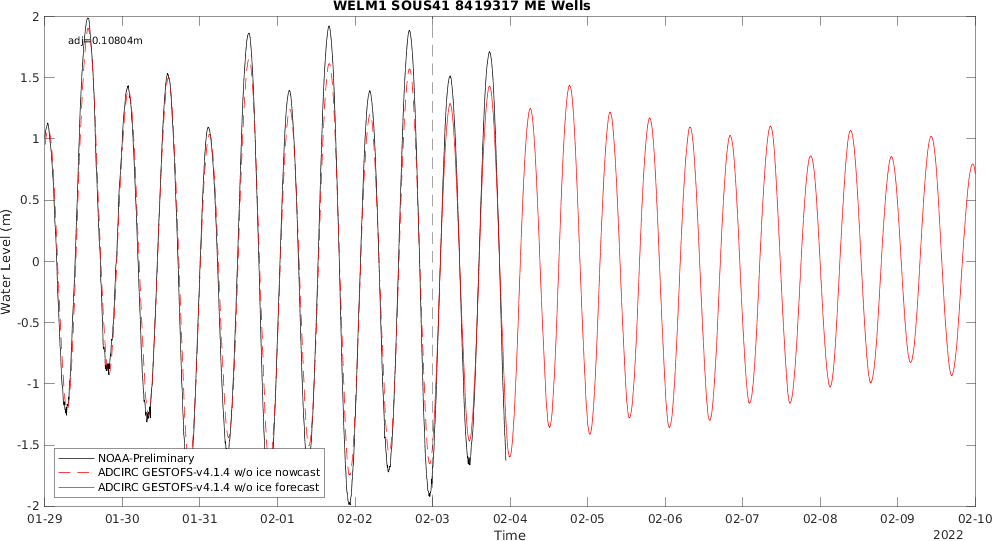 WELM1 SOUS41 8419317 ME Wells
adj=0.10804m
2
1.5
1
0.5
0
-0.5
-1
-1.5
-2
Water Level (m)
NOAA-Preliminary
ADCIRC GESTOFS-v4.1.4 w/o ice nowcast
ADCIRC GESTOFS-v4.1.4 w/o ice forecast
01-29 01-30 01-31 02-01 02-02 02-03 02-04 02-05 02-06 02-07 02-08 02-09 02-10
Time
2022